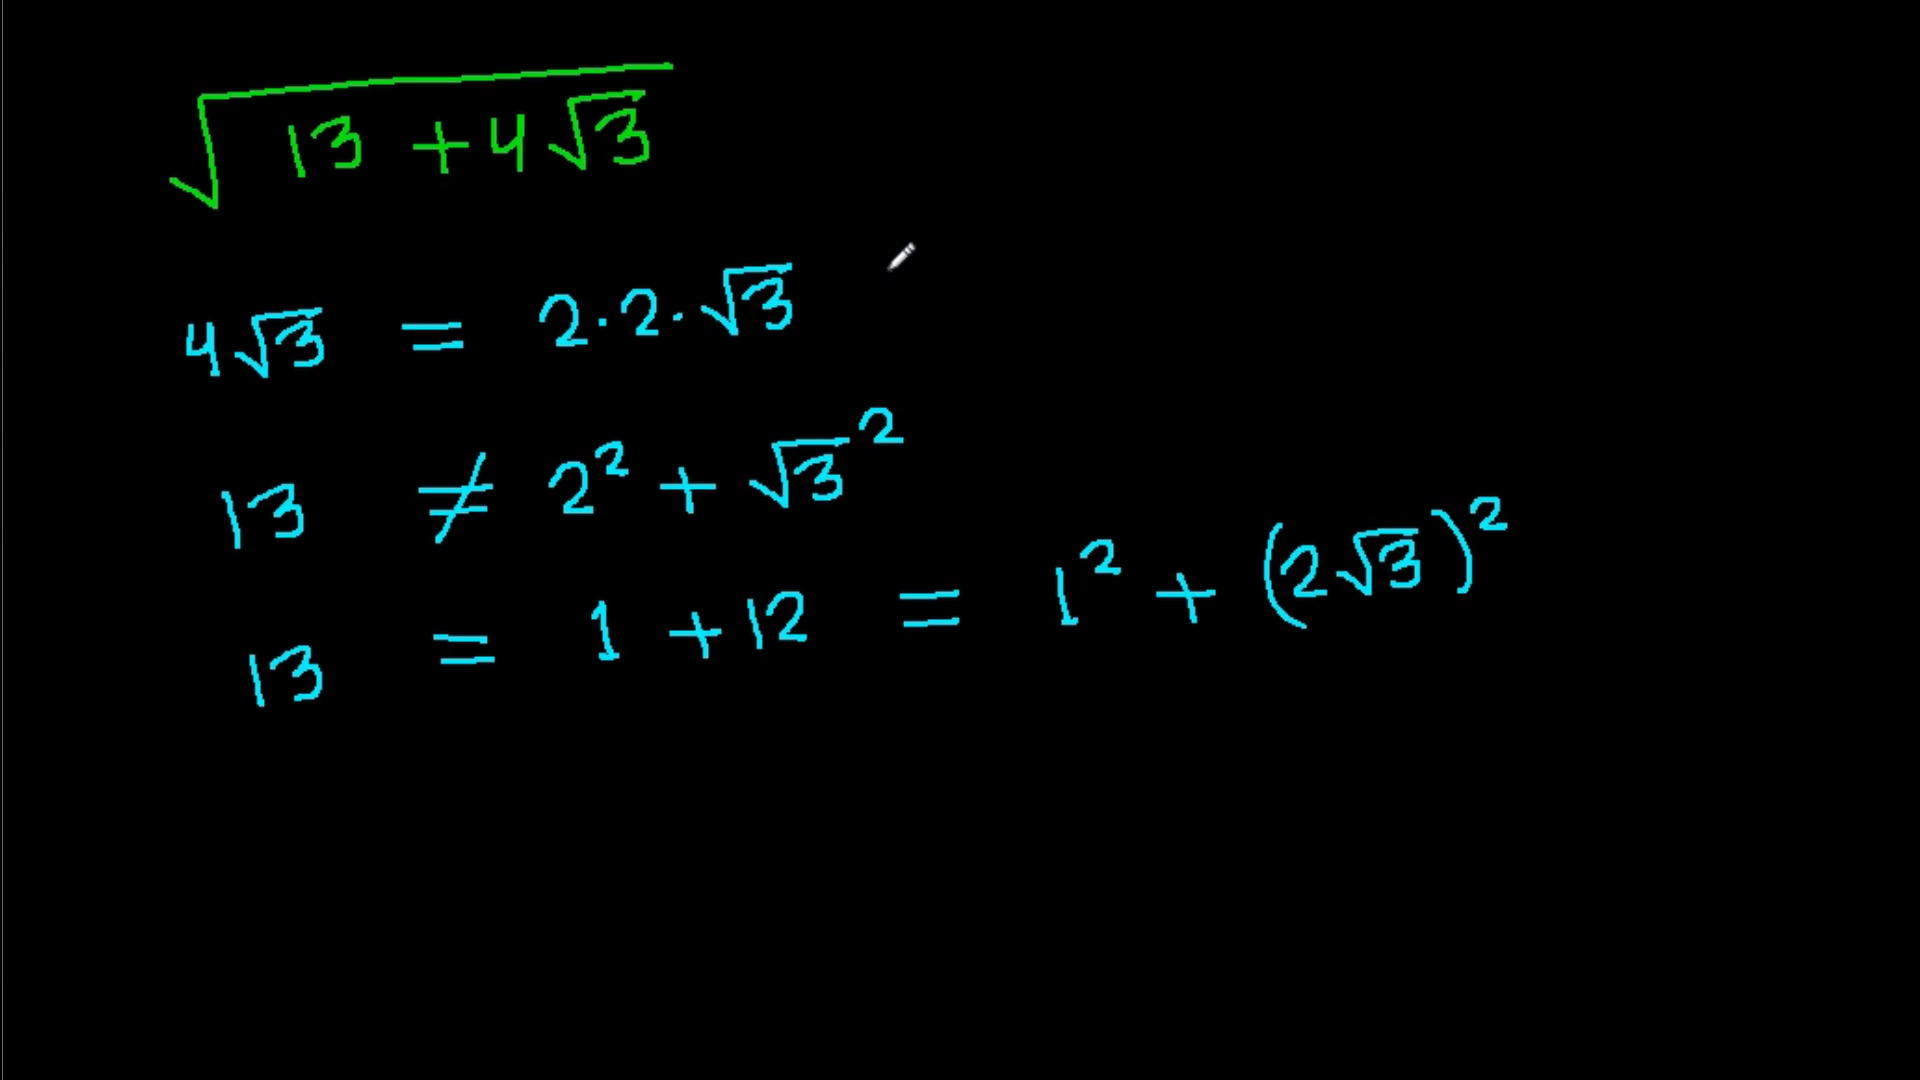 √(13 + 4√3)
4√3 = 2·2·√3
13 ≠ 2² + √3²
13 = 1 + 12 = 1² + (2√3)²